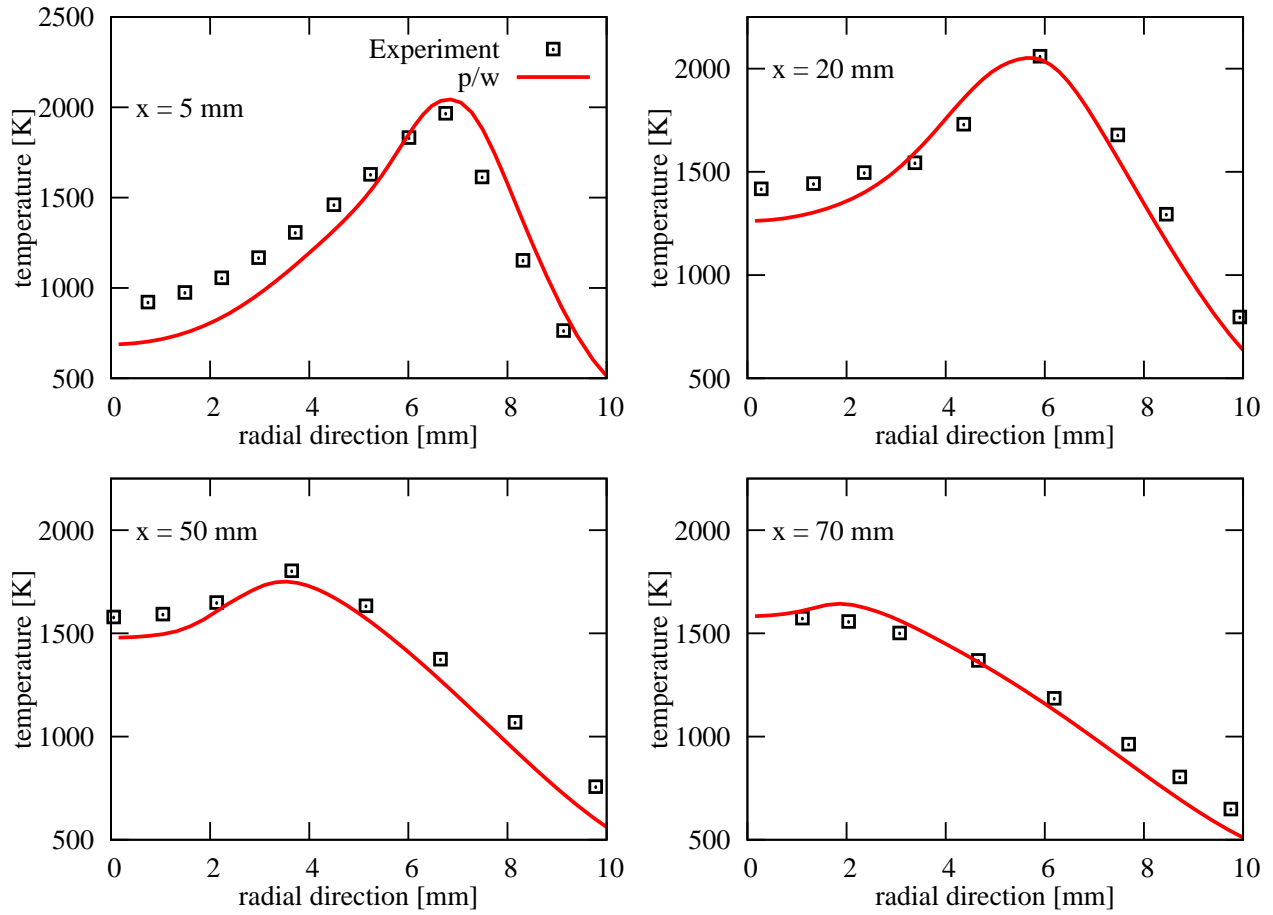 2500
2000
1500
1000
500
0 2 4 6 8 10
temperature [K]
radial direction [mm]
x = 5 mm
Experiment
p/w
2000
1500
1000
500
0 2 4 6 8 10
temperature [K]
radial direction [mm]
x = 20 mm
2000
1500
1000
500
0 2 4 6 8 10
temperature [K]
radial direction [mm]
x = 50 mm
2000
1500
1000
500
0 2 4 6 8 10
temperature [K]
radial direction [mm]
x = 70 mm